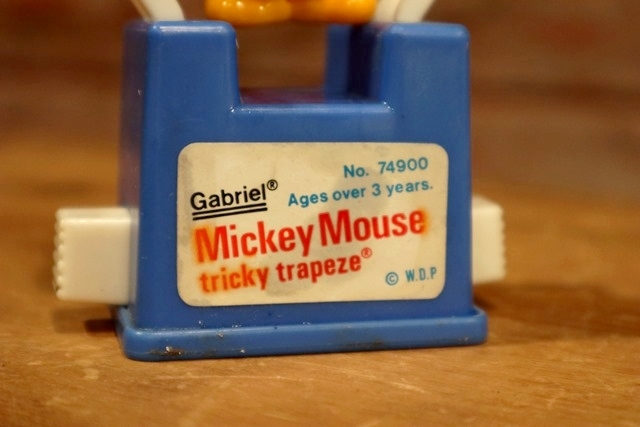 No. 74900
Gabriel® Ages over 3 years.
Mickey Mouse
tricky trapeze®
© W.D.P